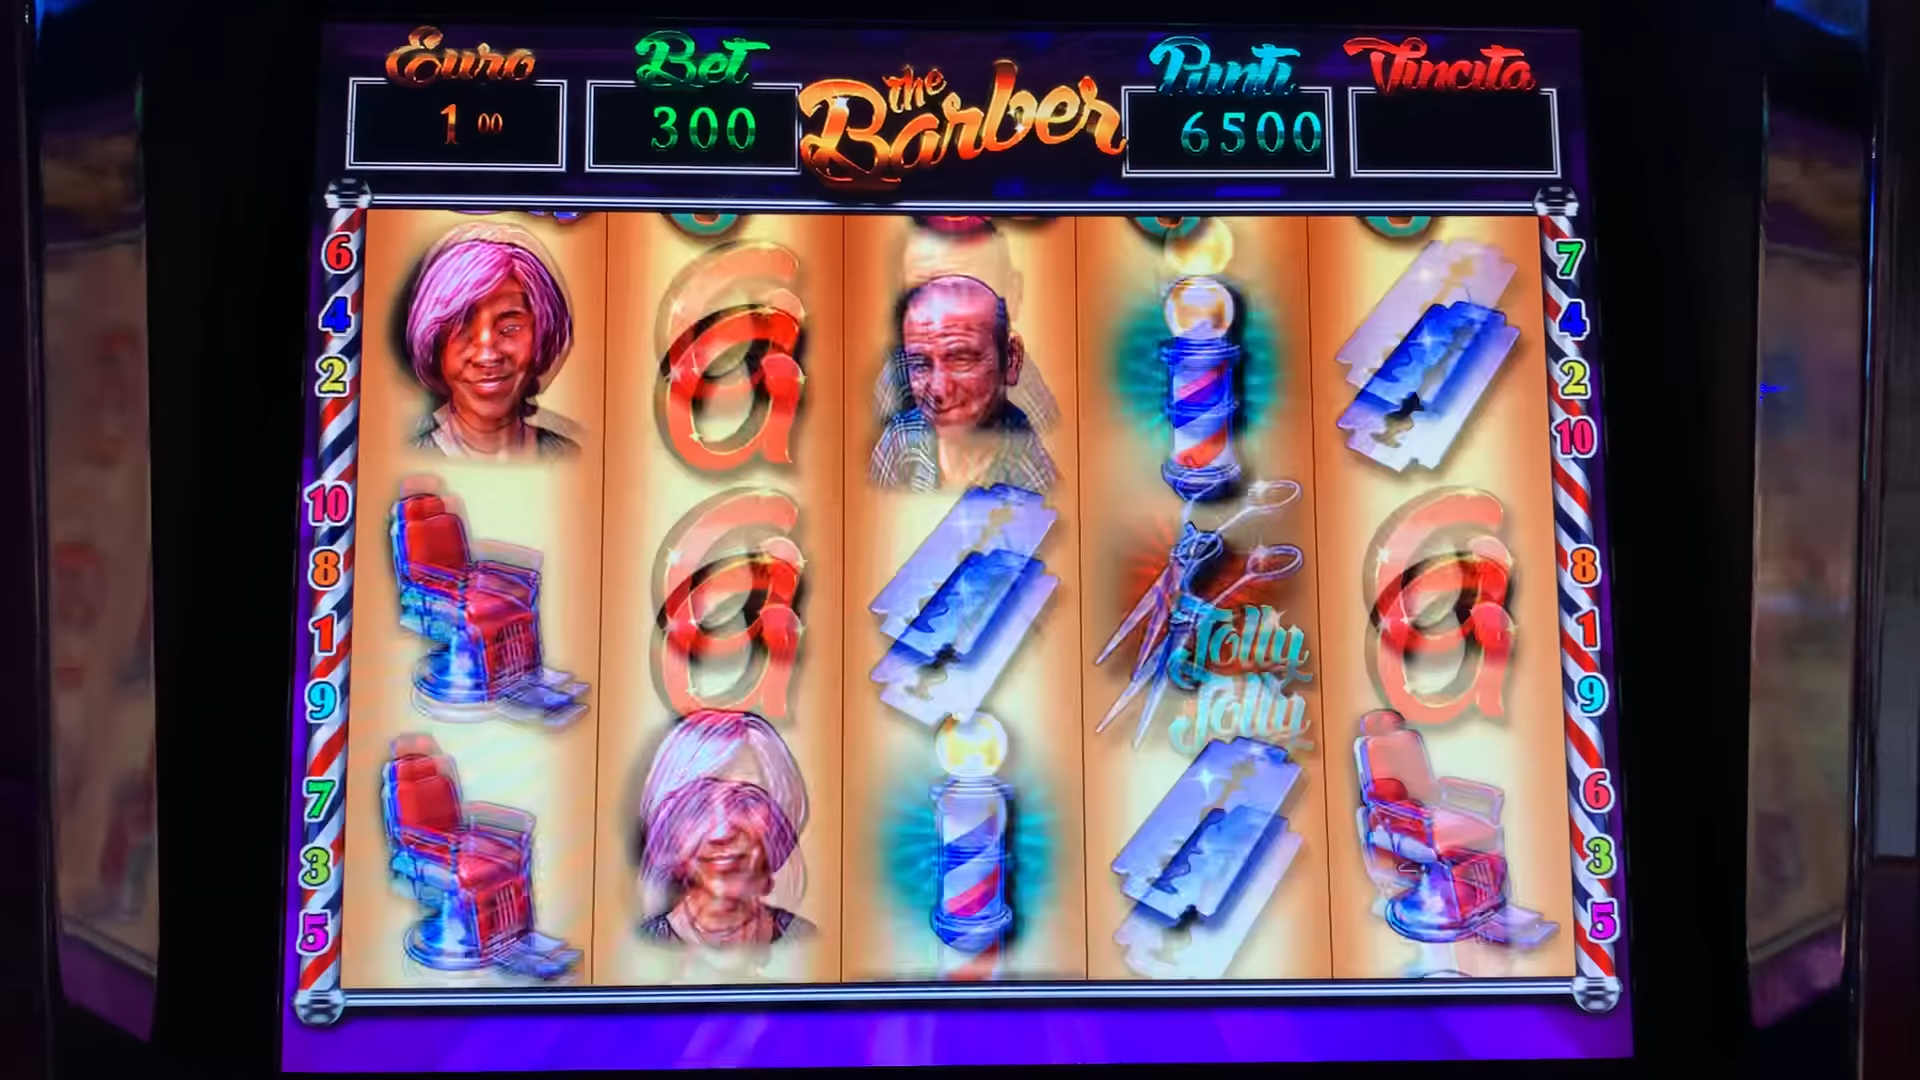 Euro Bet the Punti Vincita
Barber
1 00 300 6500
6 7
4 4
2 2
10 10
10
8 8
1 1
9 9
Jolly
Jolly
7 6
3 3
5 5
a
a
a